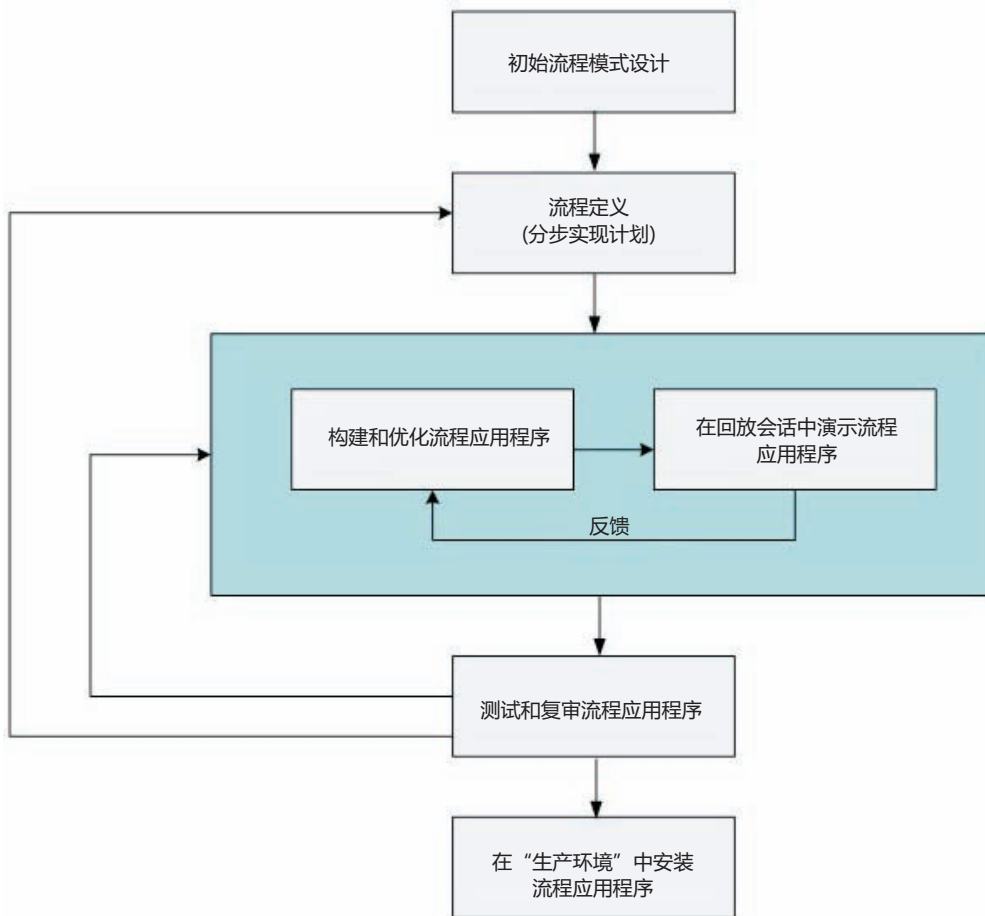 初始流程模式设计
流程定义
(分步实现计划)
构建和优化流程应用程序
在回放会话中演示流程
应用程序
反馈
测试和复审流程应用程序
在“生产环境”中安装
流程应用程序